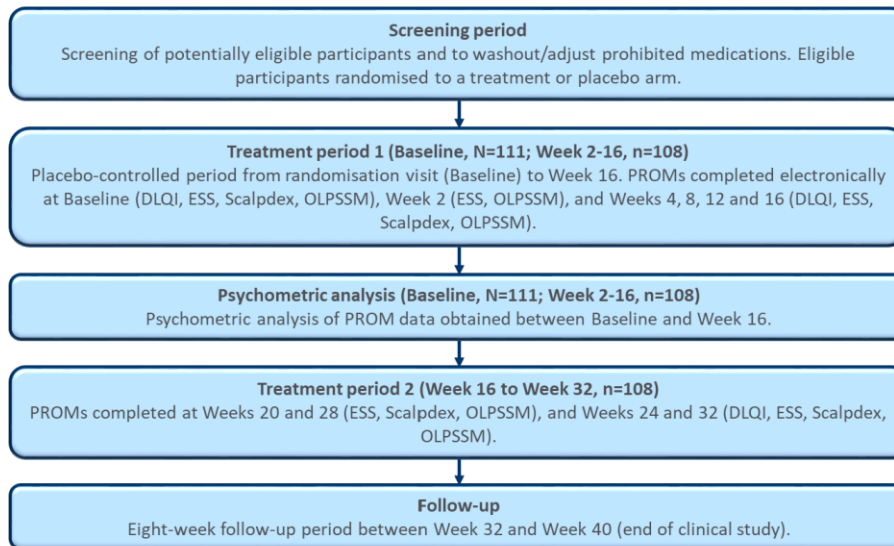 Screening period
Screening of potentially eligible participants and to washout/adjust prohibited medications. Eligible
participants randomised to a treatment or placebo arm.
Treatment period 1 (Baseline, N=111; Week 2-16, n=108)
Placebo-controlled period from randomisation visit (Baseline) to Week 16. PROMs completed electronically
at Baseline (DLQI, ESS, Scalpdex, OLPSSM), Week 2 (ESS, OLPSSM), and Weeks 4, 8, 12 and 16 (DLQI, ESS,
Scalpdex, OLPSSM).
Psychometric analysis (Baseline, N=111; Week 2-16, n=108)
Psychometric analysis of PROM data obtained between Baseline and Week 16.
Treatment period 2 (Week 16 to Week 32, n=108)
PROMs completed at Weeks 20 and 28 (ESS, Scalpdex, OLPSSM), and Weeks 24 and 32 (DLQI, ESS, Scalpdex,
OLPSSM).
Follow-up
Eight-week follow-up period between Week 32 and Week 40 (end of clinical study).